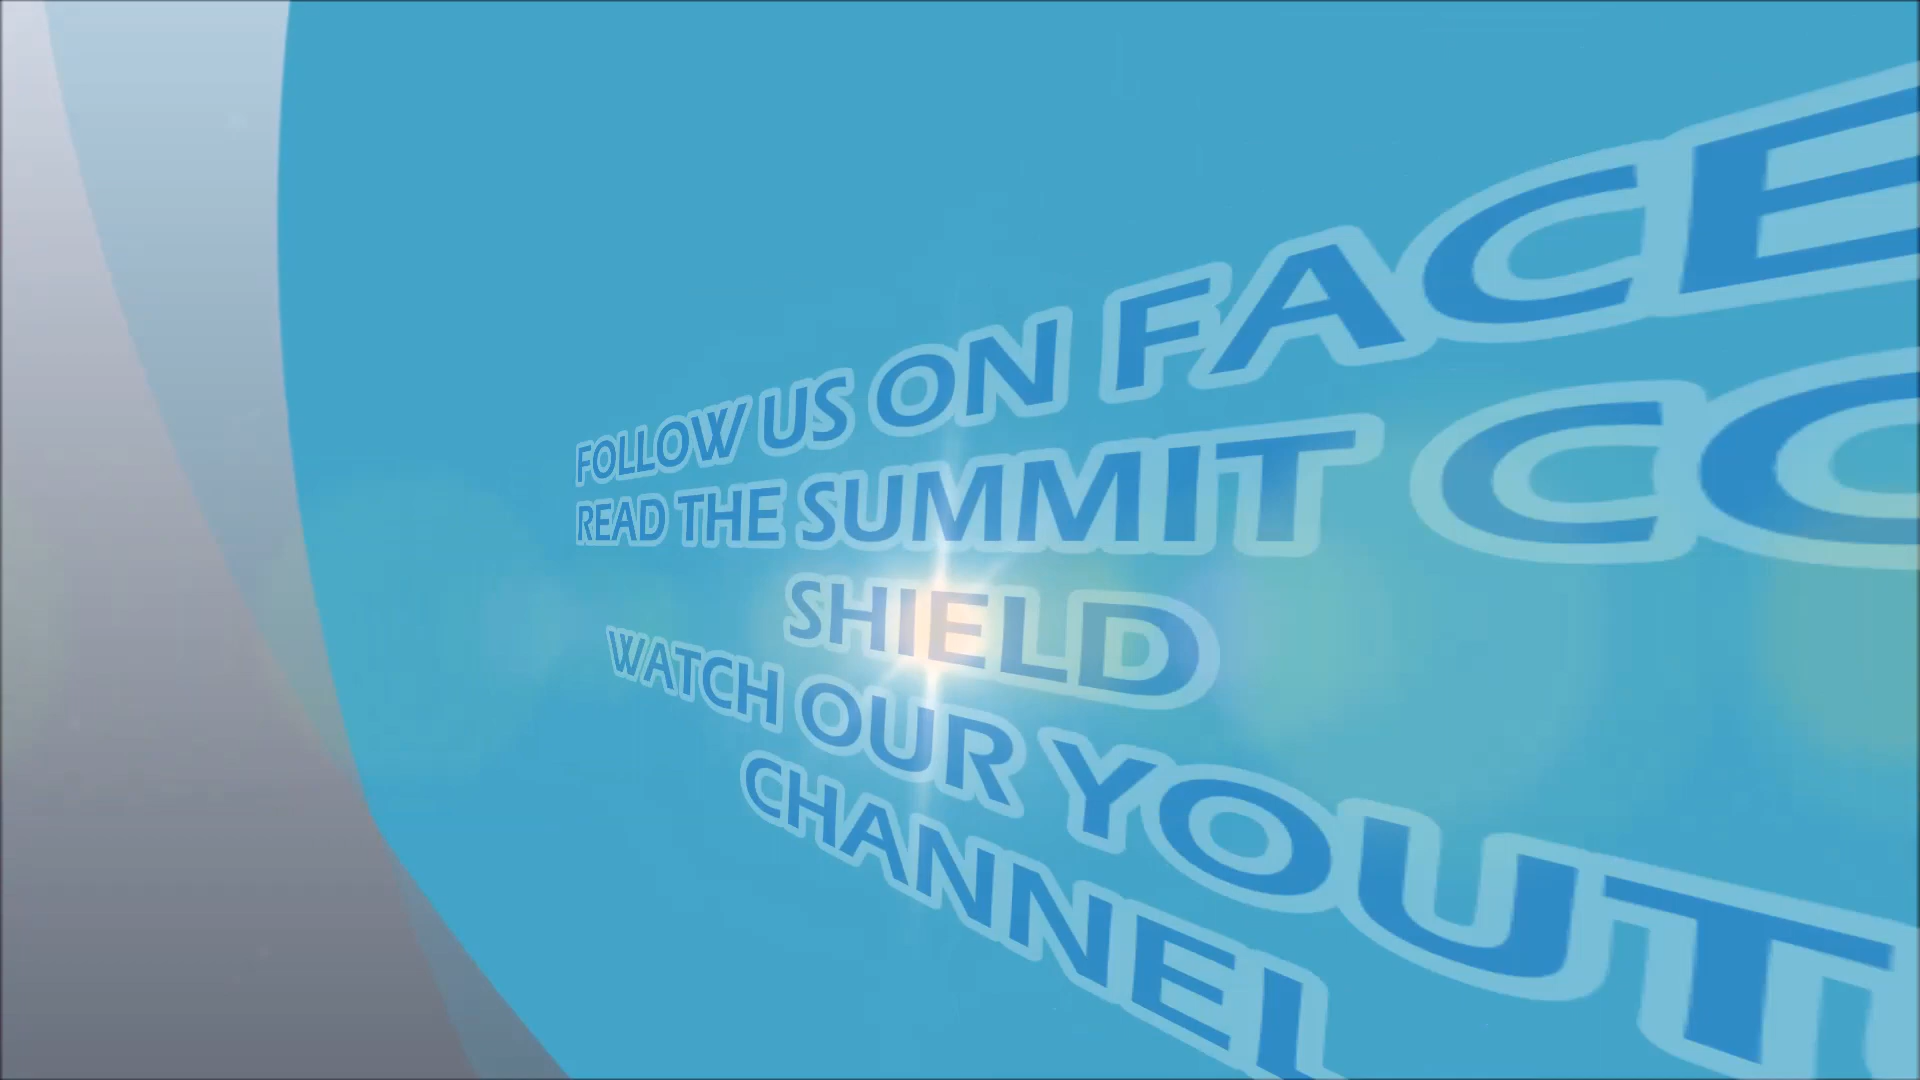 FOLLOW US ON FACE
READ THE SUMMIT CO
SHIELD
WATCH OUR YOUT
CHANNEL